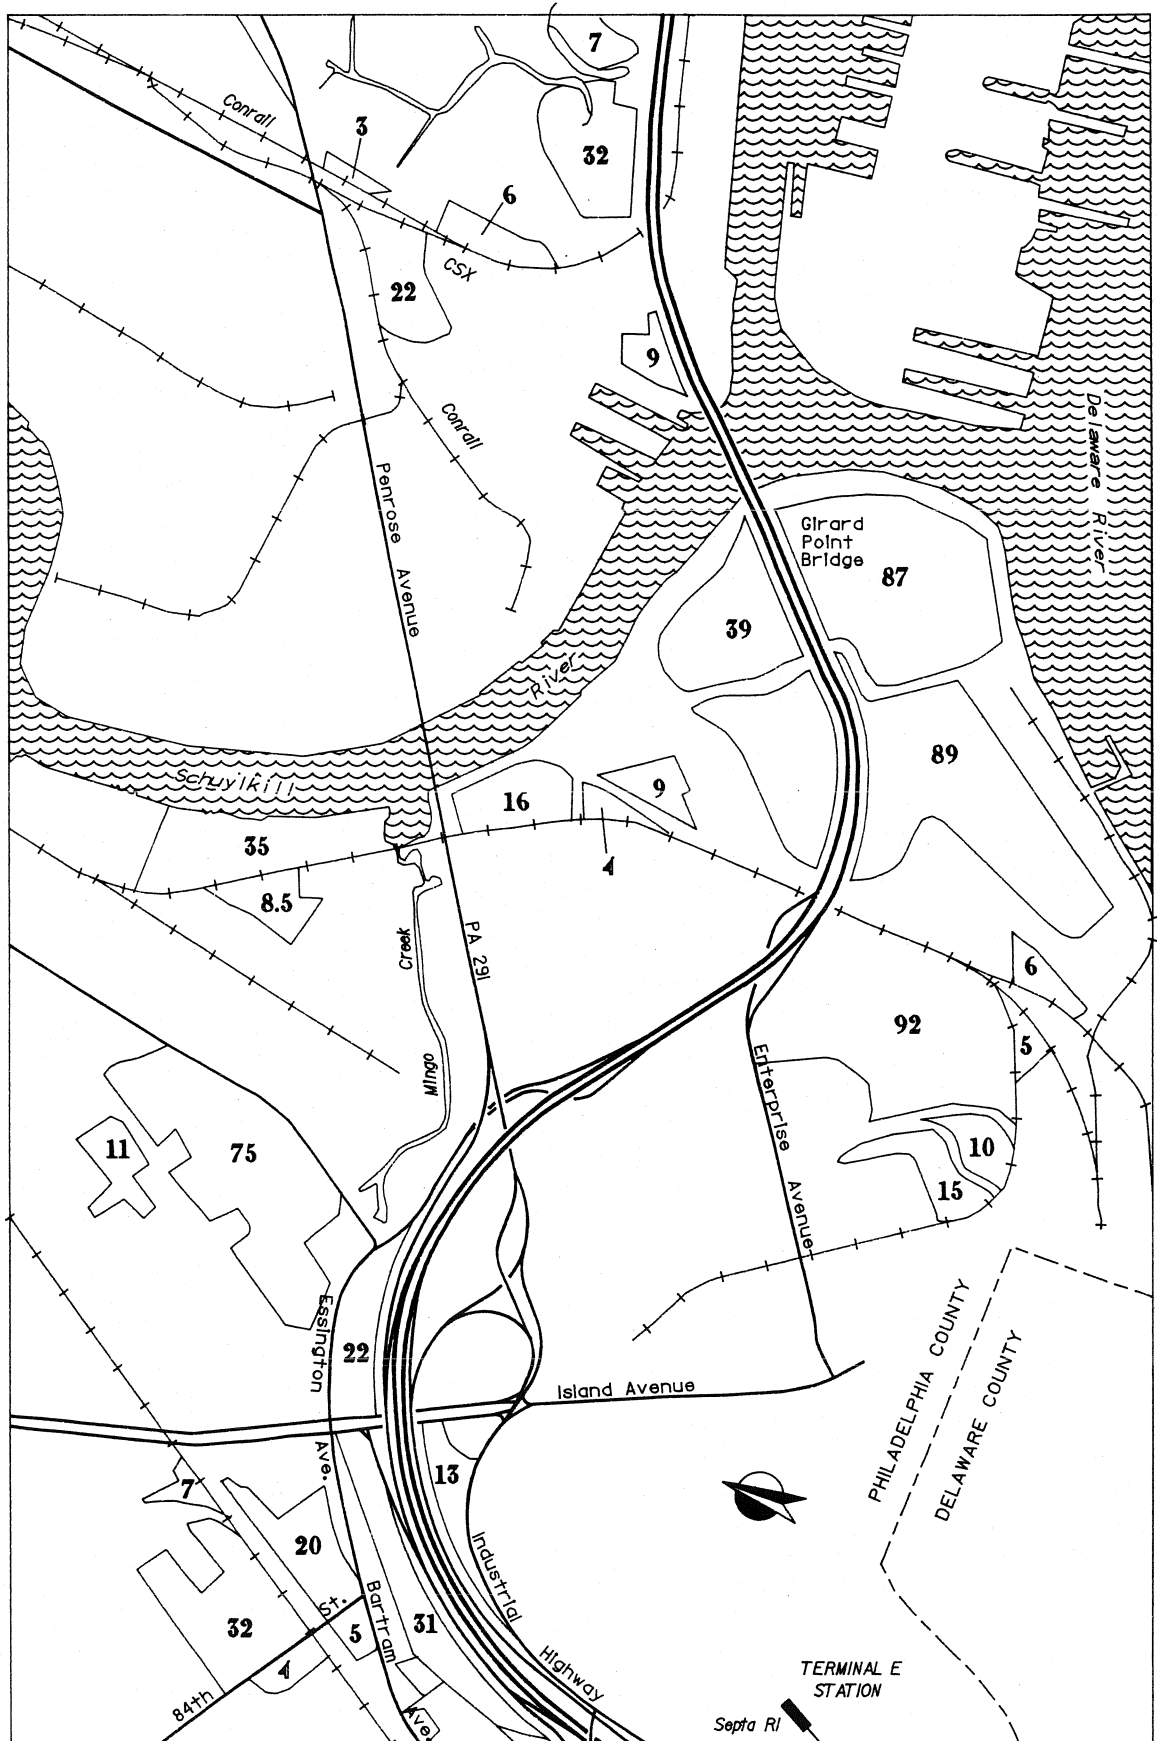 7
Conrail
3
32
6
CSX
22
9
Conrail
Delaware River
Penrose Avenue
Girard
Point
Bridge
87
39
River
89
Schuylkill
16
9
35
4
8.5
Creek
PA 291
6
92
5
Enterprise
Mingo
11
75
10
15
Avenue
Essington
22
PHILADELPHIA COUNTY
DELAWARE COUNTY
Island Avenue
Ave.
13
7
20
Industrial
St.
Bartram
32
5
31
4
Highway
TERMINAL E
STATION
84th
Ave.
Septa R1